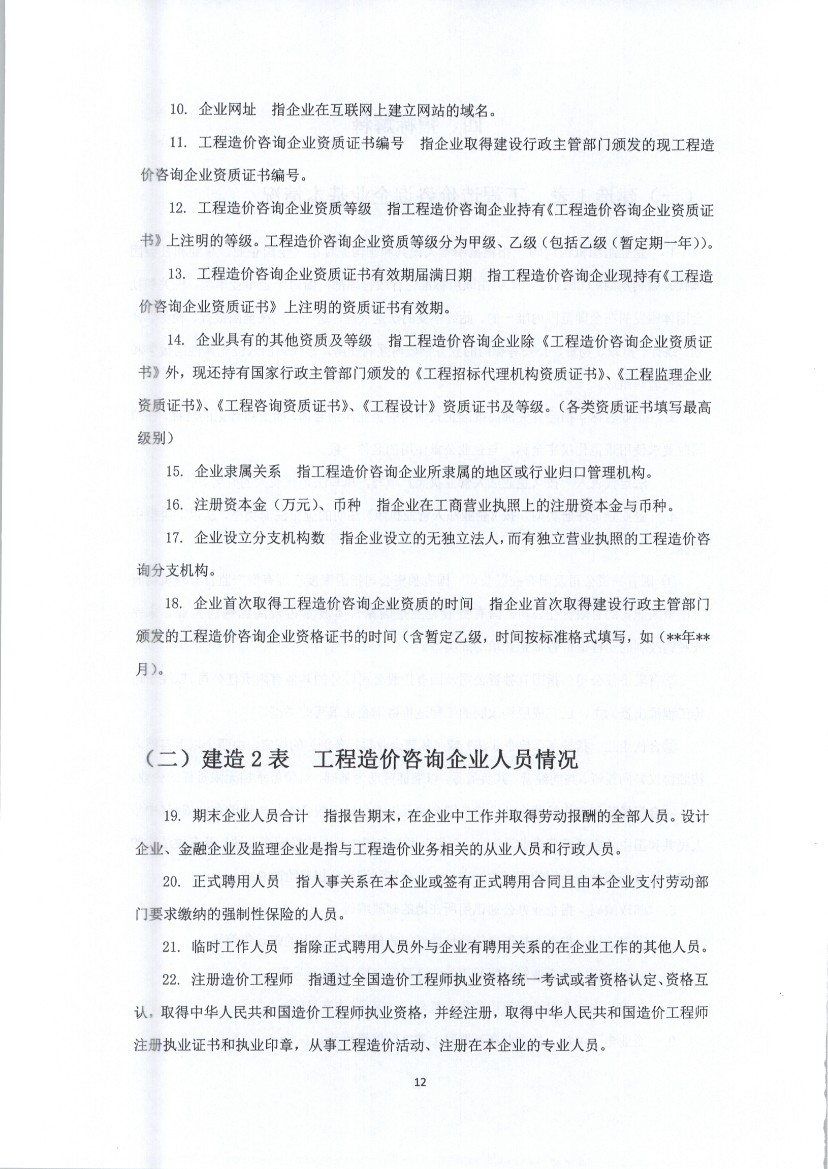 10. 企业网址　指企业在互联网上建立网站的域名。
11. 工程造价咨询企业资质证书编号　指企业取得建设行政主管部门颁发的现工程造
价咨询企业资质证书编号。
12. 工程造价咨询企业资质等级　指工程造价咨询企业持有《工程造价咨询企业资质证
书》上注明的等级。工程造价咨询企业资质等级分为甲级、乙级（包括乙级（暂定期一年））。
13. 工程造价咨询企业资质证书有效期届满日期　指工程造价咨询企业现持有《工程造
价咨询企业资质证书》上注明的资质证书有效期。
14. 企业具有的其他资质及等级　指工程造价咨询企业除《工程造价咨询企业资质证
书》外，现还持有国家行政主管部门颁发的《工程招标代理机构资质证书》、《工程监理企业
资质证书》、《工程咨询资质证书》、《工程设计》资质证书及等级。（各类资质证书填写最高
级别）
15. 企业隶属关系　指工程造价咨询企业所隶属的地区或行业归口管理机构。
16. 注册资本金（万元）、币种　指企业在工商营业执照上的注册资本金与币种。
17. 企业设立分支机构数　指企业设立的无独立法人，而有独立营业执照的工程造价咨
询分支机构。
18. 企业首次取得工程造价咨询企业资质的时间　指企业首次取得建设行政主管部门
颁发的工程造价咨询企业资格证书的时间（含暂定乙级，时间按标准格式填写，如（**年**
月）。
（二）建造 2 表　工程造价咨询企业人员情况
19. 期末企业人员合计　指报告期末，在企业中工作并取得劳动报酬的全部人员。设计
企业、金融企业及监理企业是指与工程造价业务相关的从业人员和行政人员。
20. 正式聘用人员　指人事关系在本企业或签有正式聘用合同且由本企业支付劳动部
门要求缴纳的强制性保险的人员。
21. 临时工作人员　指除正式聘用人员外与企业有聘用关系的在企业工作的其他人员。
22. 注册造价工程师　指通过全国造价工程师执业资格统一考试或者资格认定、资格互
认，取得中华人民共和国造价工程师执业资格，并经注册，取得中华人民共和国造价工程师
注册执业证书和执业印章，从事工程造价活动、注册在本企业的专业人员。
12